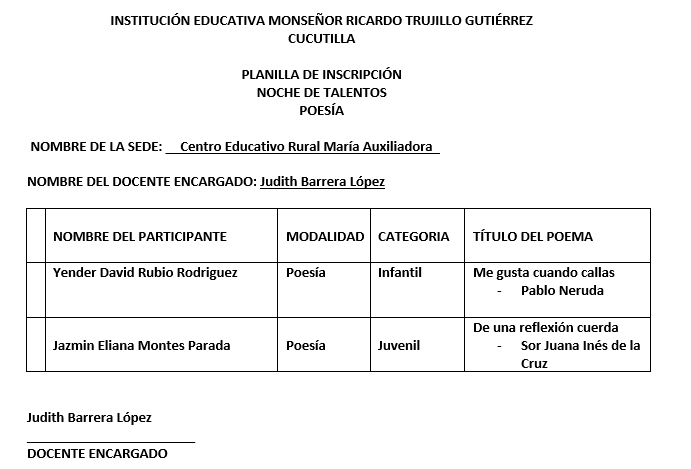 INSTITUCIÓN EDUCATIVA MONSEÑOR RICARDO TRUJILLO GUTIÉRREZ
CUCUTILLA
PLANILLA DE INSCRIPCIÓN
NOCHE DE TALENTOS
POESÍA
NOMBRE DE LA SEDE: Centro Educativo Rural María Auxiliadora
NOMBRE DEL DOCENTE ENCARGADO: Judith Barrera López
NOMBRE DEL PARTICIPANTE MODALIDAD CATEGORIA TÍTULO DEL POEMA
Yender David Rubio Rodriguez Poesía Infantil Me gusta cuando callas
- Pablo Neruda
De una reflexión cuerda
Jazmin Eliana Montes Parada Poesía Juvenil - Sor Juana Inés de la
Cruz
Judith Barrera López
DOCENTE ENCARGADO